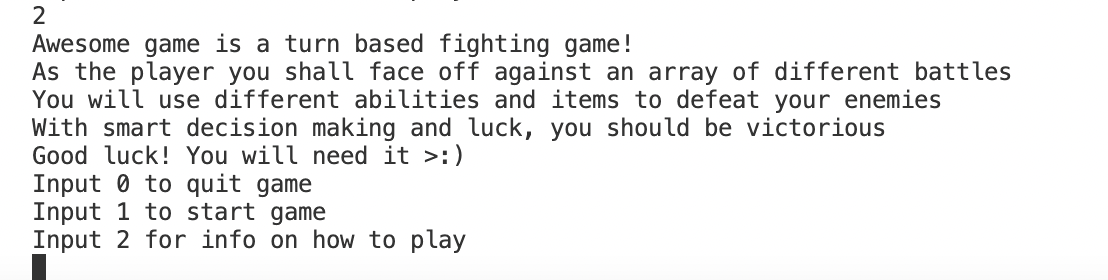 2
Awesome game is a turn based fighting game!
As the player you shall face off against an array of different battles
You will use different abilities and items to defeat your enemies
With smart decision making and luck, you should be victorious
Good luck! You will need it >:)
Input 0 to quit game
Input 1 to start game
Input 2 for info on how to play